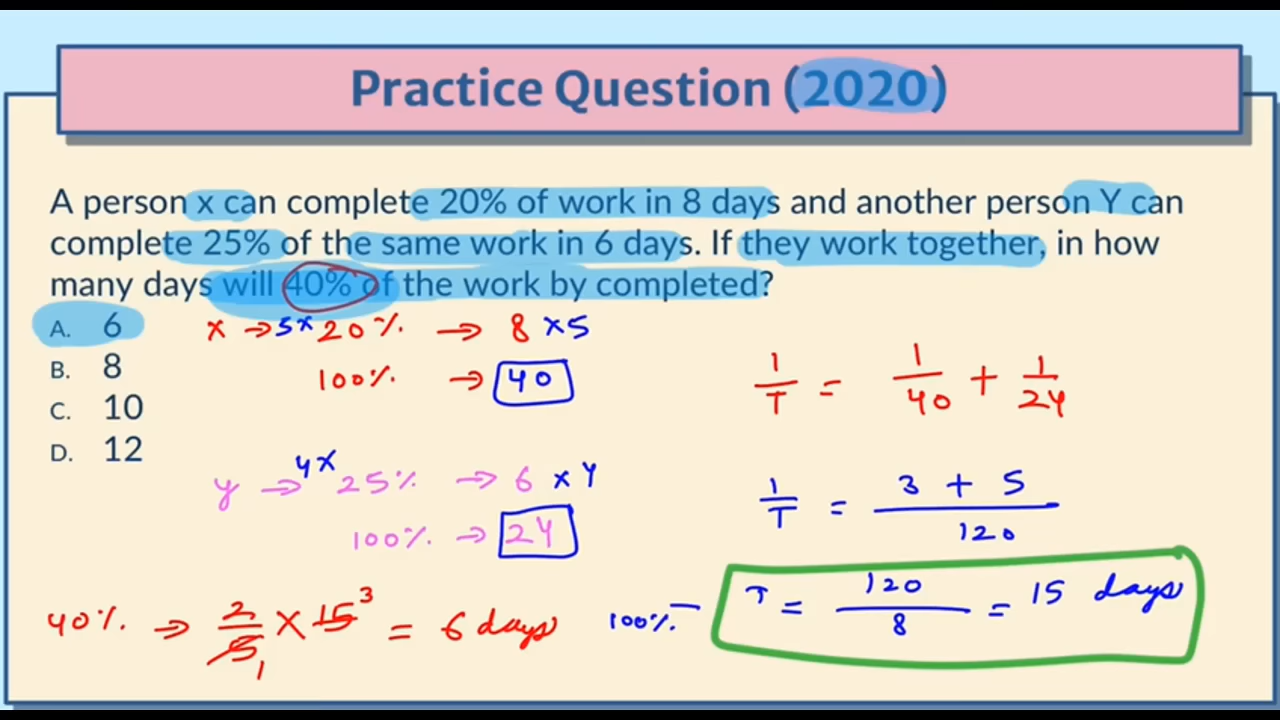 Practice Question (2020)
A person x can complete 20% of work in 8 days and another person Y can
complete 25% of the same work in 6 days. If they work together, in how
many days will 40% of the work by completed?
A. 6
B. 8
C. 10
D. 12
x → 5x 20% → 8 x5
100% → 40
y → 4x 25% → 6 x 4
100% → 24
40% → 2/5 1 x 15 3 = 6 days
1/T = 1/40 + 1/24
1/T = 3 + 5 / 120
100% - T = 120/8 = 15 days